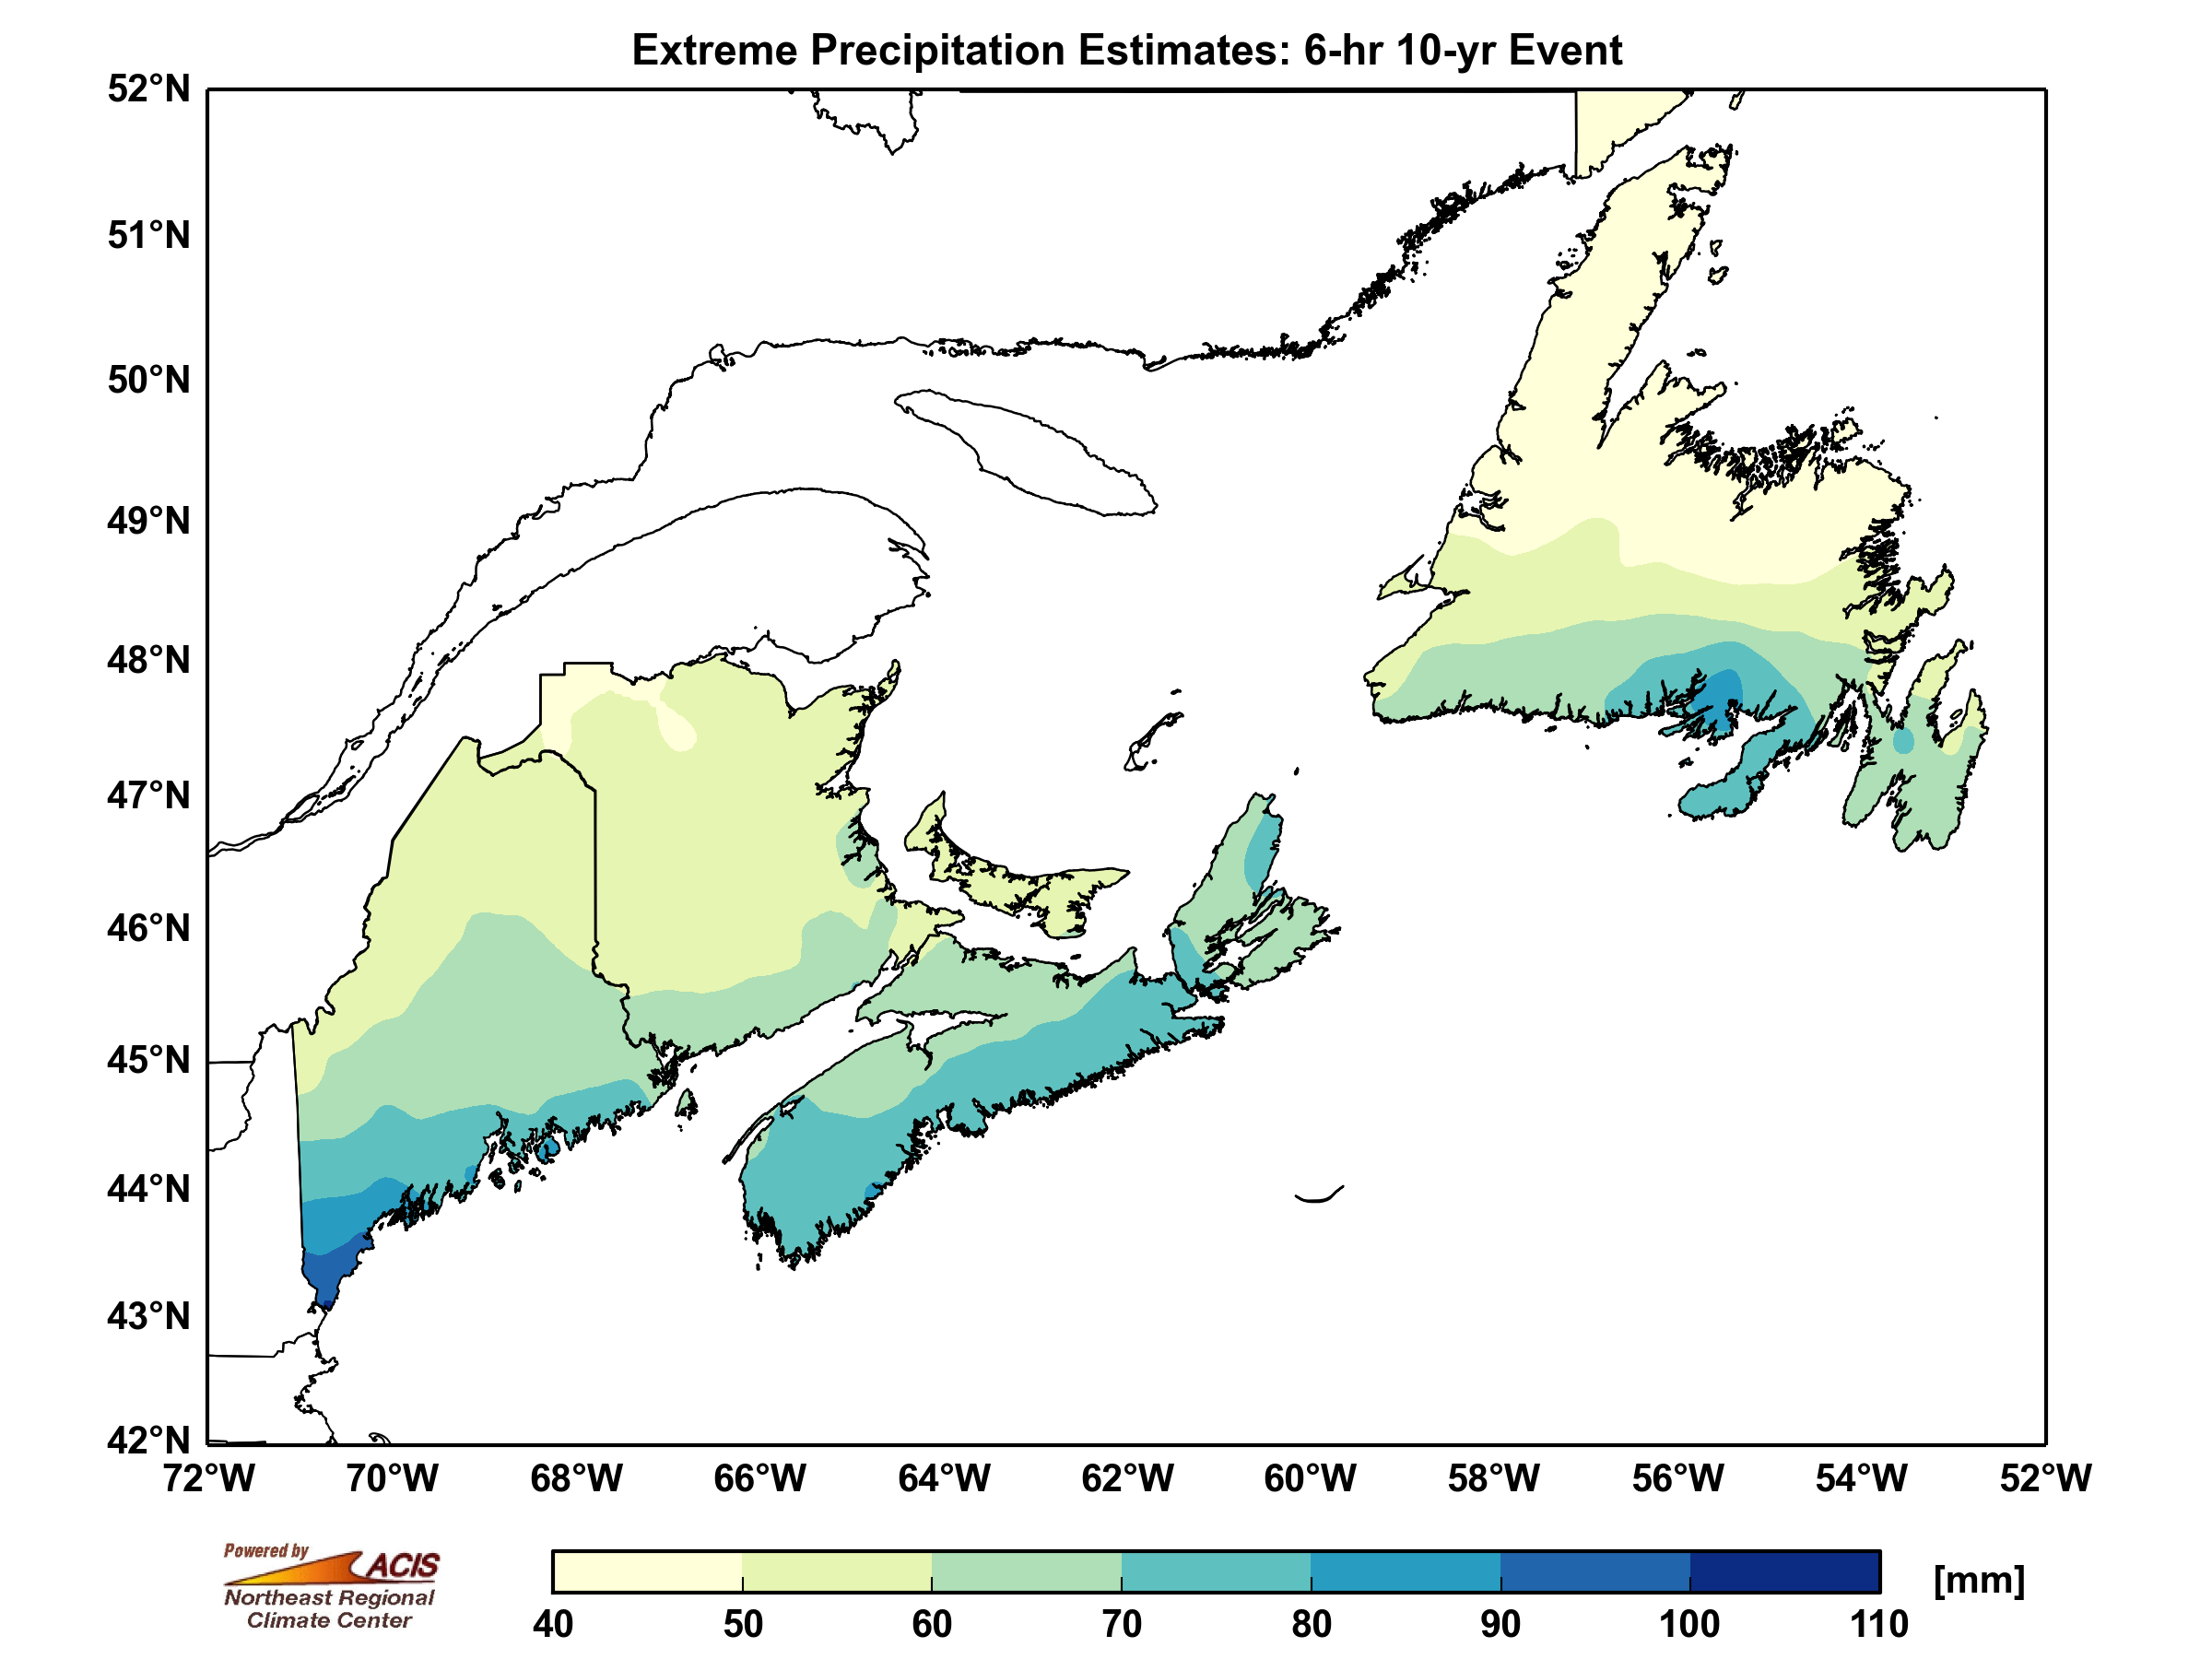 Extreme Precipitation Estimates: 6-hr 10-yr Event
52°N
51°N
50°N
49°N
48°N
47°N
46°N
45°N
44°N
43°N
42°N
72°W 70°W 68°W 66°W 64°W 62°W 60°W 58°W 56°W 54°W 52°W
Powered by
ACIS
Northeast Regional
Climate Center
[mm]
40 50 60 70 80 90 100 110